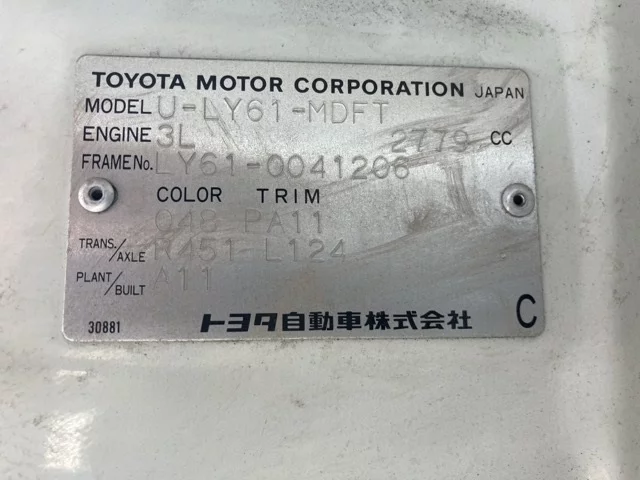 TOYOTA MOTOR CORPORATION JAPAN
MODEL U-LY61-MDFT
ENGINE 3L 2779 CC
FRAME No. LY61-0041206
COLOR TRIM
048 PA11
TRANS./AXLE R451 L124
PLANT/BUILT A11
30881 トヨタ自動車株式会社 C